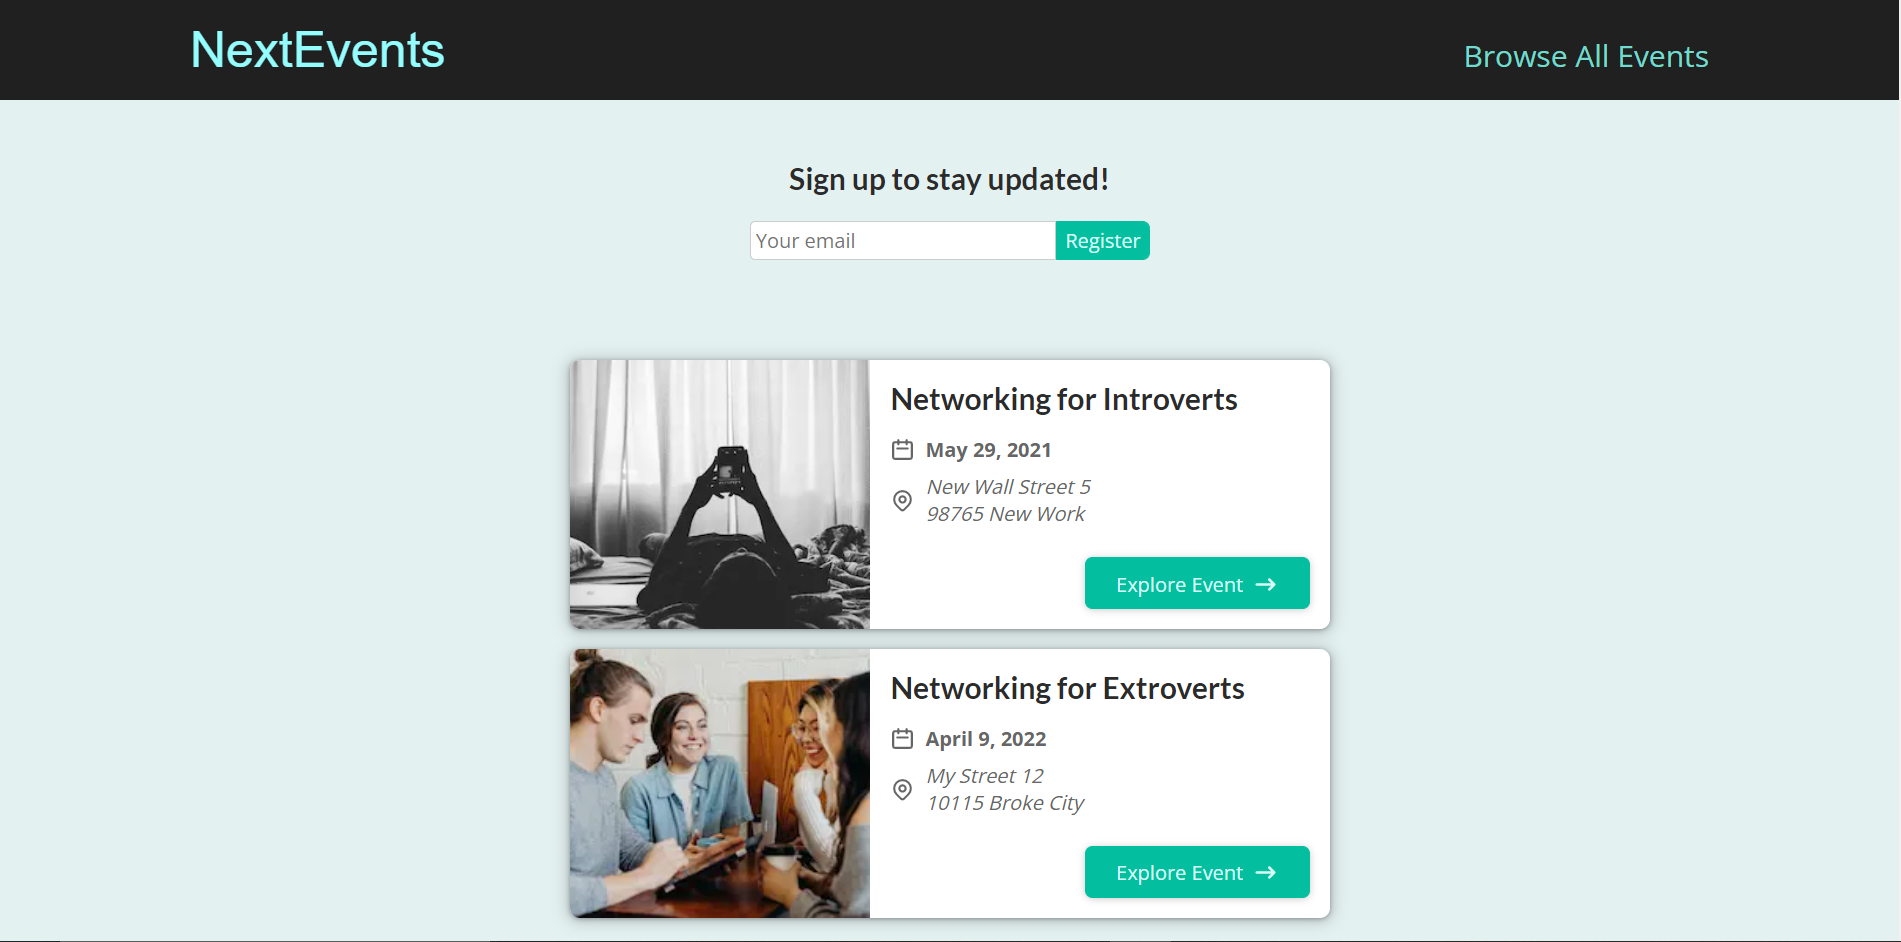 NextEvents
Browse All Events
Sign up to stay updated!
Your email
Register
Networking for Introverts
May 29, 2021
New Wall Street 5
98765 New Work
Explore Event
Networking for Extroverts
April 9, 2022
My Street 12
10115 Broke City
Explore Event